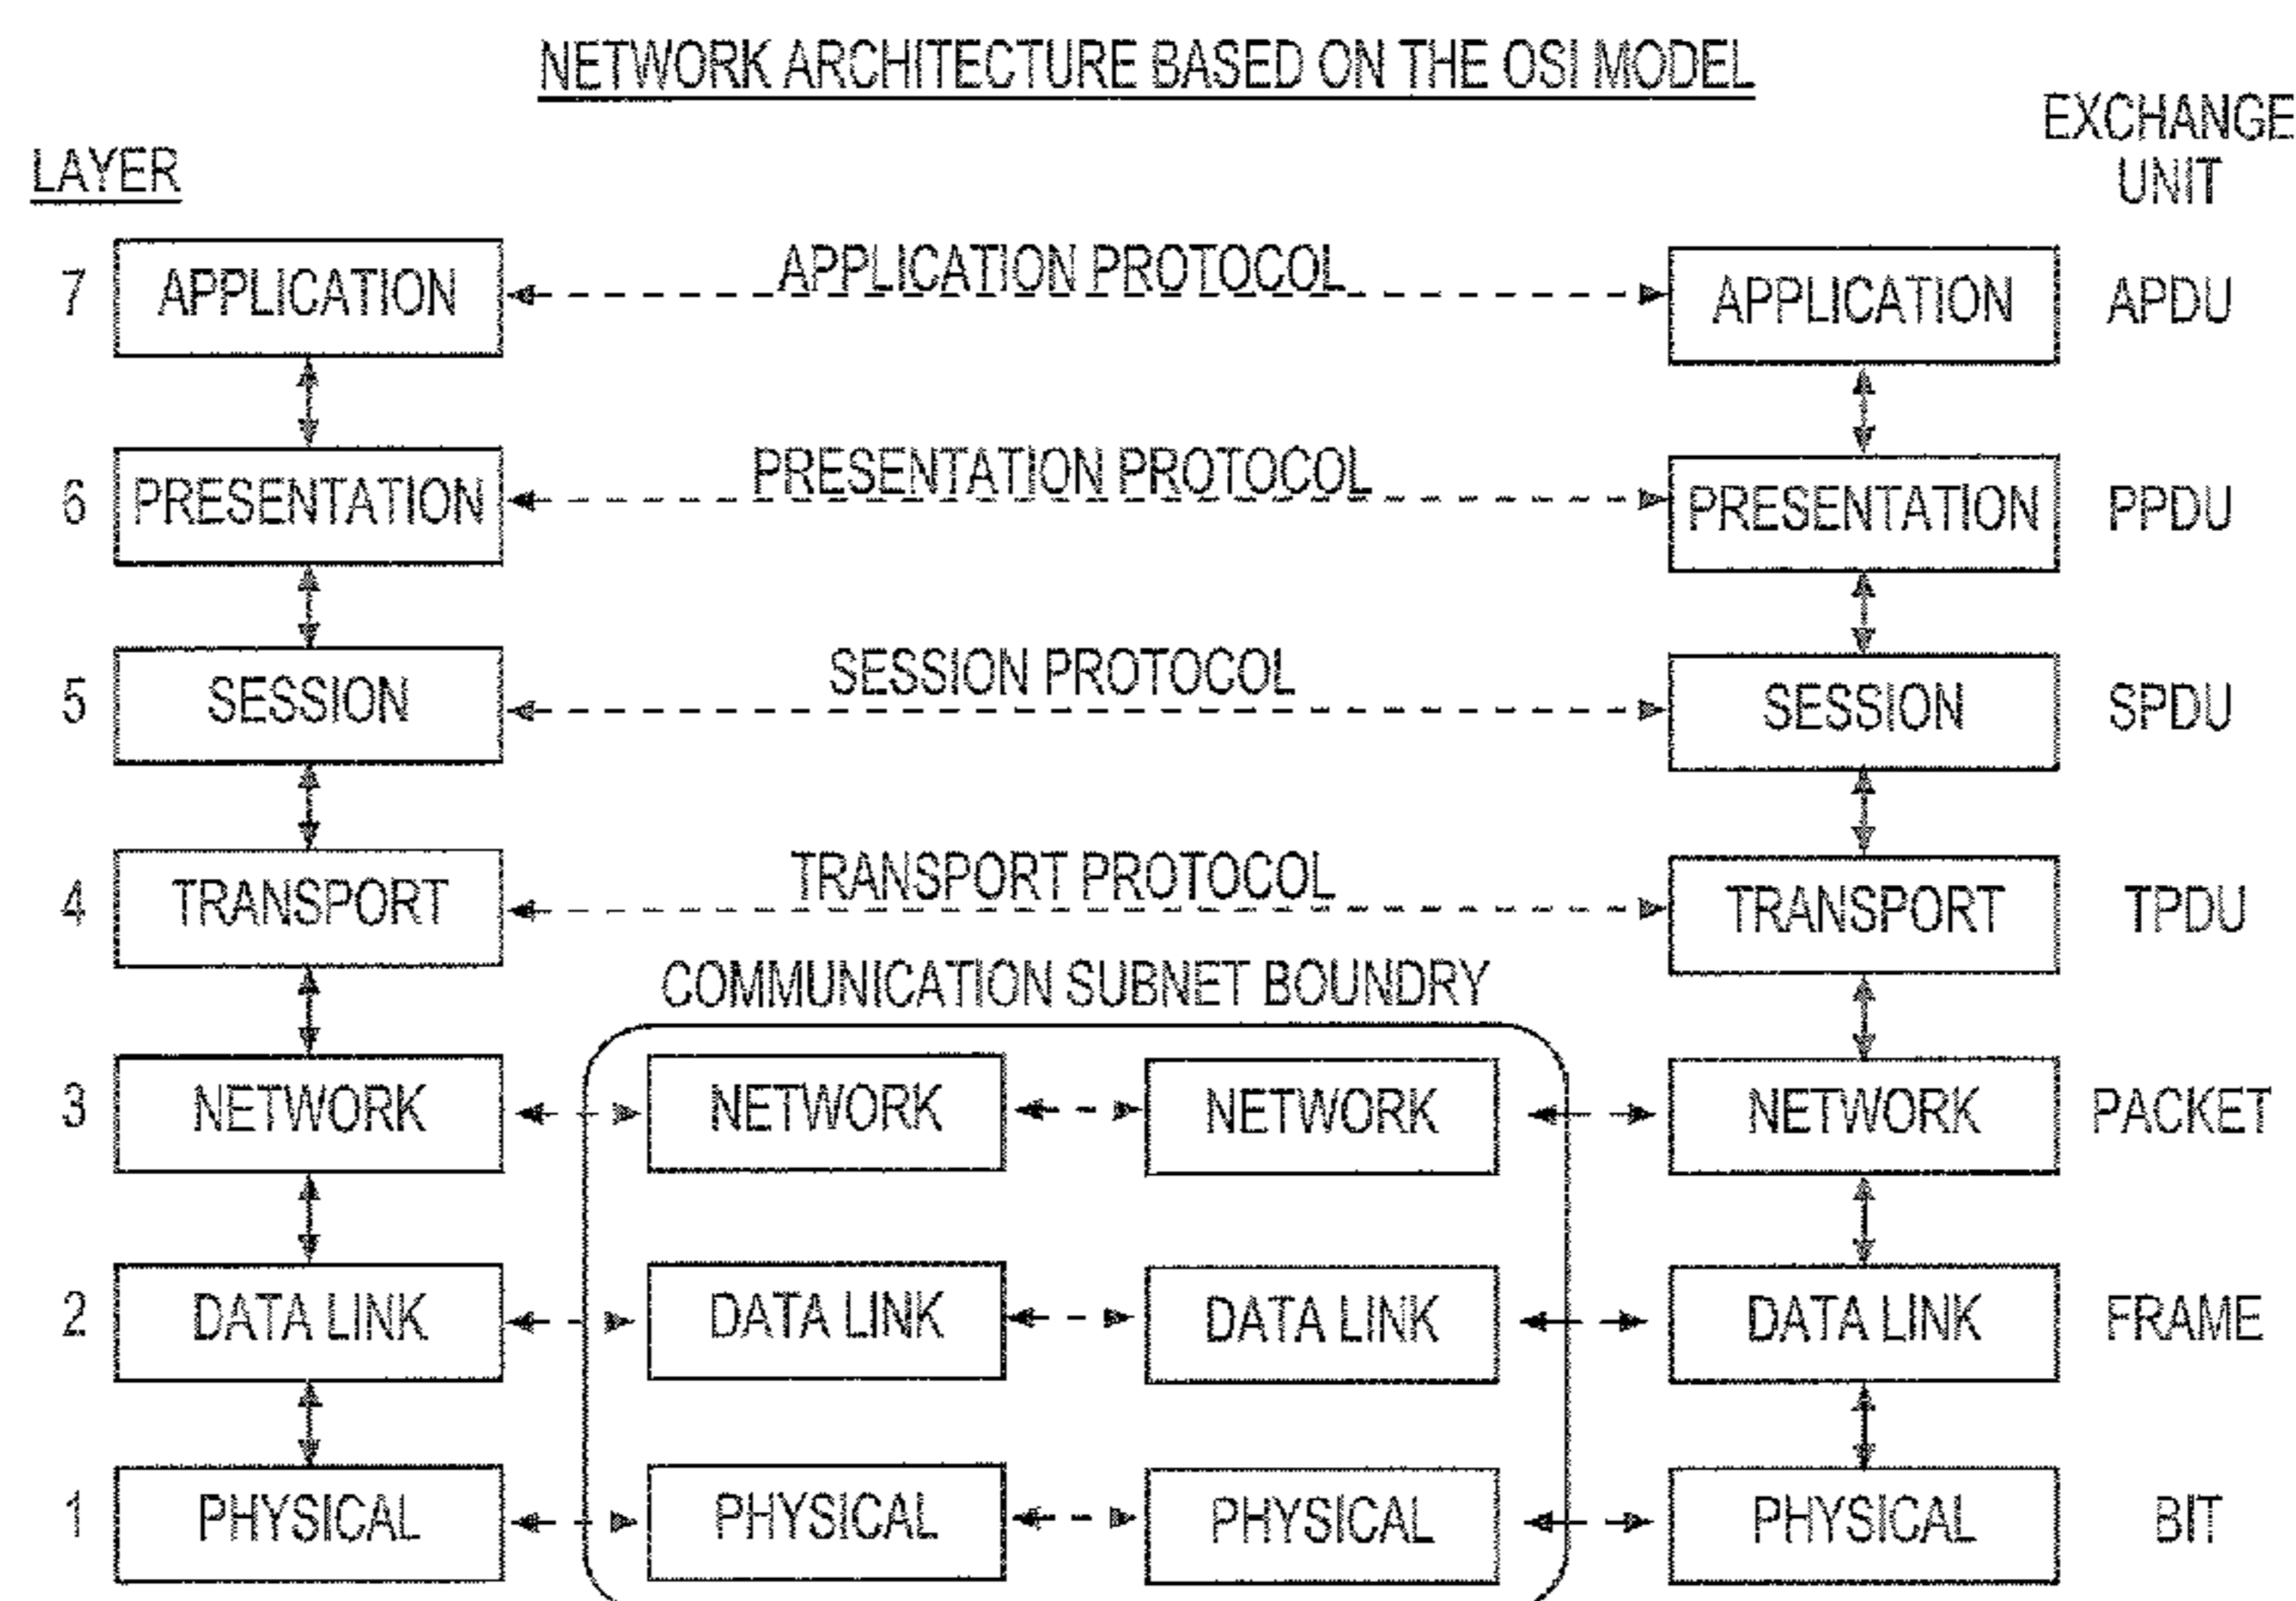 NETWORK ARCHITECTURE BASED ON THE OSI MODEL
LAYER
EXCHANGE
UNIT
7 APPLICATION APPLICATION PROTOCOL APPLICATION APDU
6 PRESENTATION PRESENTATION PROTOCOL PRESENTATION PPDU
5 SESSION SESSION PROTOCOL SESSION SPDU
4 TRANSPORT TRANSPORT PROTOCOL TRANSPORT TPDU
COMMUNICATION SUBNET BOUNDRY
3 NETWORK NETWORK NETWORK NETWORK PACKET
2 DATA LINK DATA LINK DATA LINK DATA LINK FRAME
1 PHYSICAL PHYSICAL PHYSICAL PHYSICAL BIT